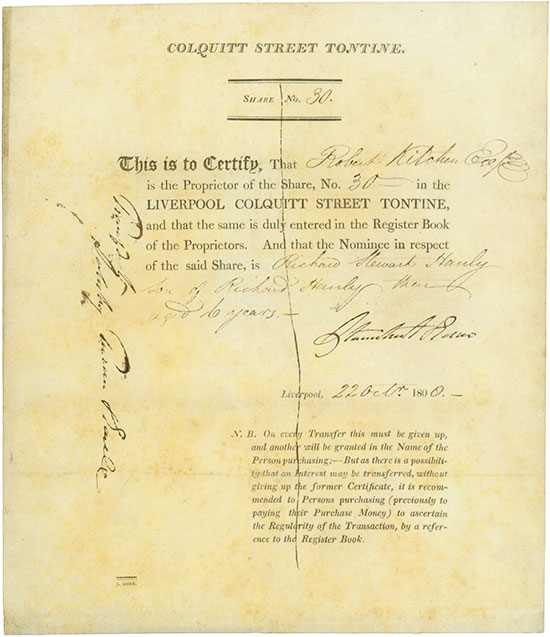 COLQUITT STREET TONTINE.
SHARE No. 30.
This is to Certify, That Robert Kitchen Esqr
is the Proprietor of the Share, No. 30 — in the
LIVERPOOL COLQUITT STREET TONTINE,
and that the same is duly entered in the Register Book
of the Proprietors. And that the Nominee in respect
of the said Share, is Richard Stewart Hanly
Son of Richard Hanly then
aged 6 years. —
Liverpool, 22 Octr. 1808. —
N. B. On every Transfer this must be given up,
and another will be granted in the Name of the
Person purchasing;—But as there is a possibili-
ty that an Interest may be transferred, without
giving up the former Certificate, it is recom-
mended to Persons purchasing (previously to
paying their Purchase Money) to ascertain
the Regularity of the Transaction, by a refer-
ence to the Register Book.